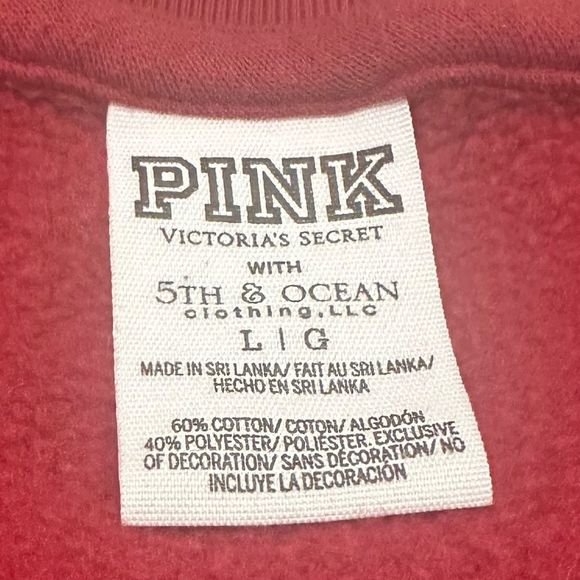 PINK
VICTORIA'S SECRET
WITH
5TH & OCEAN
clothing, LLC
L | G
MADE IN SRI LANKA/ FAIT AU SRI LANKA/
HECHO EN SRI LANKA
60% COTTON/ COTON/ ALGODÓN
40% POLYESTER/ POLIÉSTER. EXCLUSIVE
OF DECORATION/ SANS DÉCORATION/ NO
INCLUYE LA DECORACIÓN